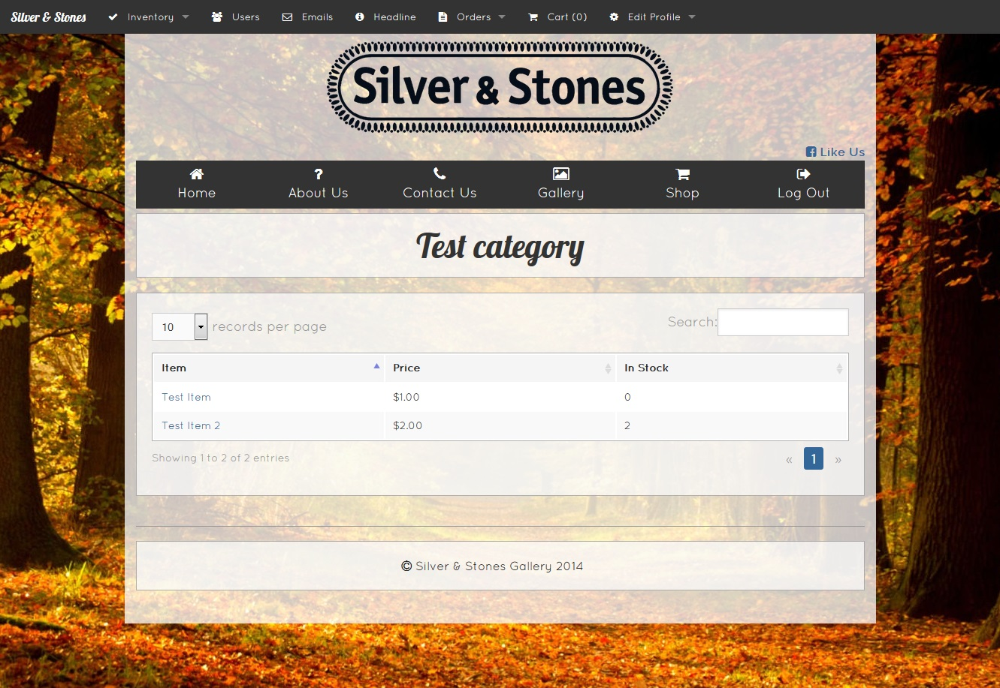 Silver & Stones Inventory Users Emails Headline Orders Cart (0) Edit Profile
Silver & Stones
Like Us
Home About Us Contact Us Gallery Shop Log Out
Test category
10 records per page Search:
Item Price In Stock
Test Item $1.00 0
Test Item 2 $2.00 2
Showing 1 to 2 of 2 entries « 1 »
© Silver & Stones Gallery 2014